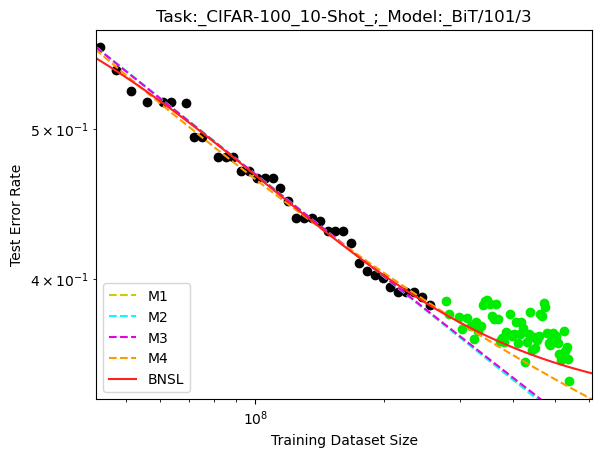 Task:_CIFAR-100_10-Shot_;_Model:_BiT/101/3
Test Error Rate
5 × 10⁻¹
4 × 10⁻¹
M1
M2
M3
M4
BNSL
10⁸
Training Dataset Size